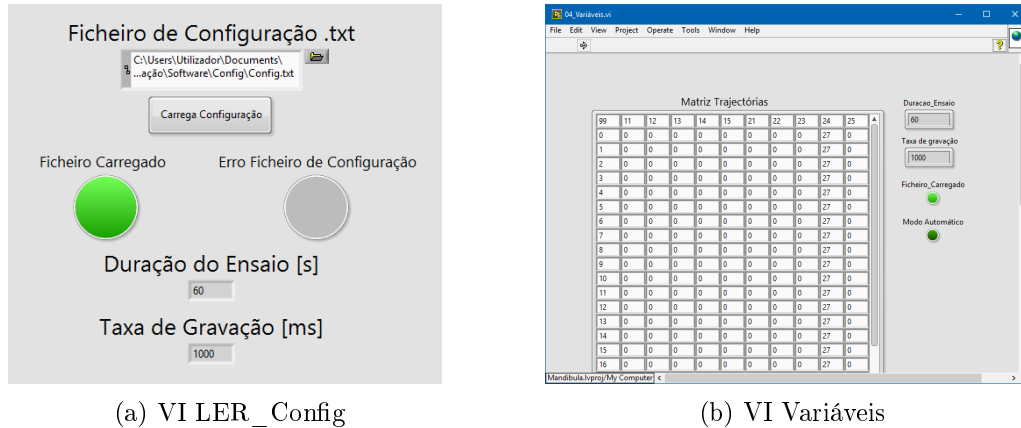 Ficheiro de Configuração .txt
C:\Users\Utilizador\Documents\
...ação\Software\Config\Config.txt
Carrega Configuração
Ficheiro Carregado
Erro Ficheiro de Configuração
Duração do Ensaio [s]
60
Taxa de Gravação [ms]
1000
(a) VI LER_Config
04_Variáveis.vi
File Edit View Project Operate Tools Window Help
Matriz Trajectórias
99 11 12 13 14 15 21 22 23 24 25
0 0 0 0 0 0 0 0 0 27 0
1 0 0 0 0 0 0 0 0 27 0
2 0 0 0 0 0 0 0 0 27 0
3 0 0 0 0 0 0 0 0 27 0
4 0 0 0 0 0 0 0 0 27 0
5 0 0 0 0 0 0 0 0 27 0
6 0 0 0 0 0 0 0 0 27 0
7 0 0 0 0 0 0 0 0 27 0
8 0 0 0 0 0 0 0 0 27 0
9 0 0 0 0 0 0 0 0 27 0
10 0 0 0 0 0 0 0 0 27 0
11 0 0 0 0 0 0 0 0 27 0
12 0 0 0 0 0 0 0 0 27 0
13 0 0 0 0 0 0 0 0 27 0
14 0 0 0 0 0 0 0 0 27 0
15 0 0 0 0 0 0 0 0 27 0
16 0 0 0 0 0 0 0 0 27 0
Duracao_Ensaio
60
Taxa de gravação
1000
Ficheiro_Carregado
Modo Automático
Mandibula.lvproj/My Computer
(b) VI Variáveis